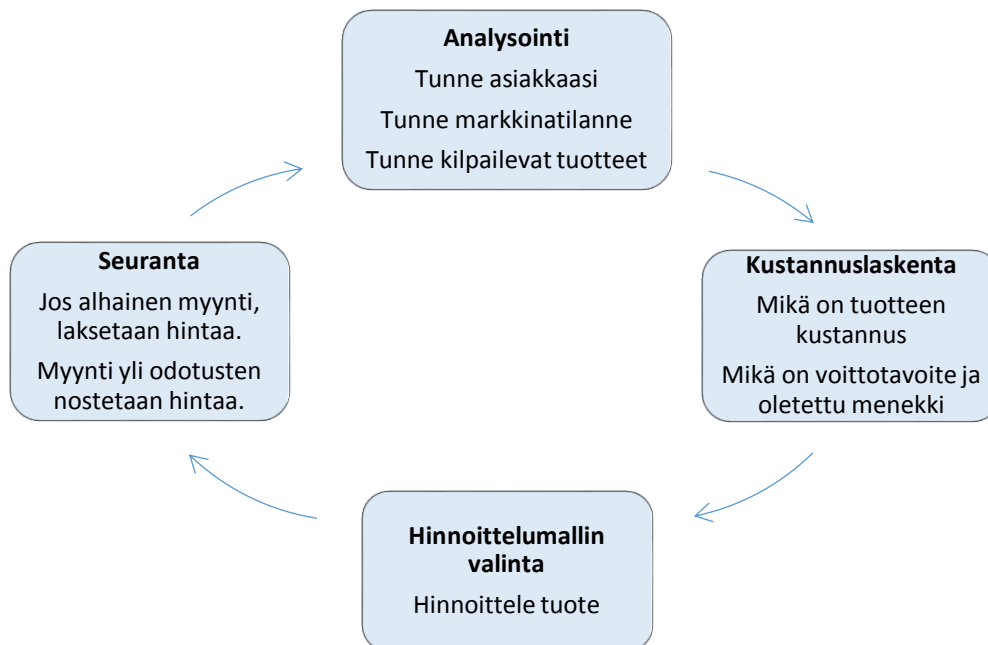 Analysointi
Tunne asiakkaasi
Tunne markkinatilanne
Tunne kilpailevat tuotteet
Kustannuslaskenta
Mikä on tuotteen
kustannus
Mikä on voittotavoite ja
oletettu menekki
Hinnoittelumallin
valinta
Hinnoittele tuote
Seuranta
Jos alhainen myynti,
laksetaan hintaa.
Myynti yli odotusten
nostetaan hintaa.